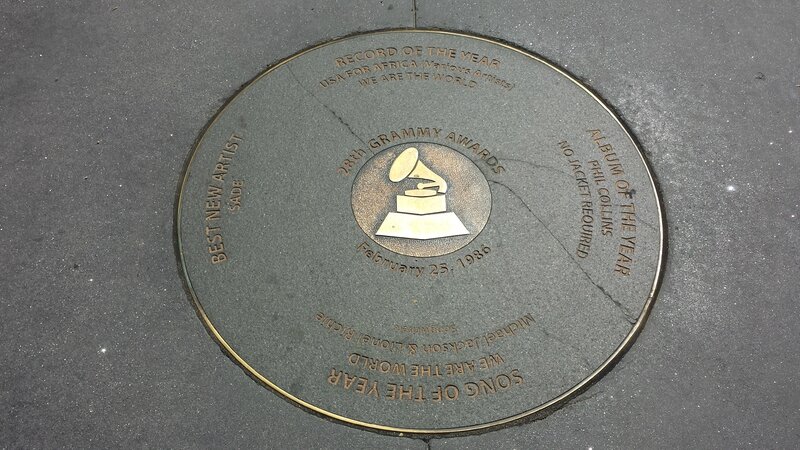 RECORD OF THE YEAR
USA FOR AFRICA (Various Artists)
WE ARE THE WORLD
ALBUM OF THE YEAR
PHIL COLLINS
NO JACKET REQUIRED
SONG OF THE YEAR
WE ARE THE WORLD
Michael Jackson & Lionel Richie
Songwriters
BEST NEW ARTIST
SADE
28th GRAMMY AWARDS
February 25, 1986